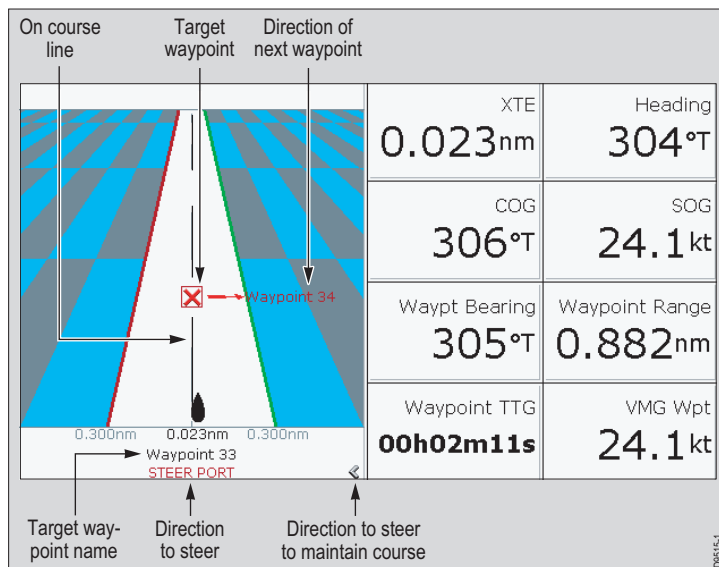 On course
line
Target
waypoint
Direction of
next waypoint
XTE
0.023nm
Heading
304°T
COG
306°T
SOG
24.1kt
Waypoint 34
Waypt Bearing
305°T
Waypoint Range
0.882nm
Waypoint TTG
00h02m11s
VMG Wpt
24.1kt
0.300nm 0.023nm 0.300nm
Waypoint 33
STEER PORT
Target way-
point name
Direction
to steer
Direction to steer
to maintain course
D9515-1